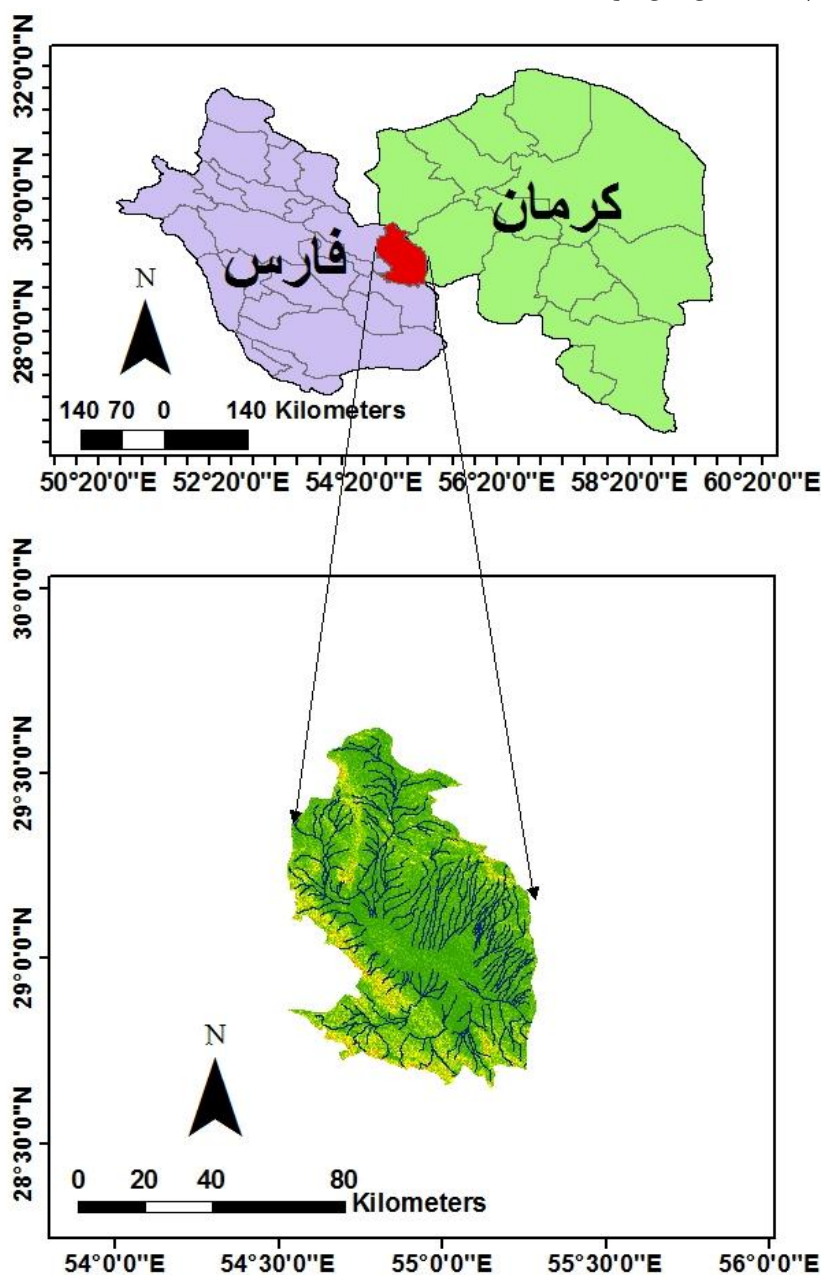 32°0'0"N
30°0'0"N
28°0'0"N
کرمان
فارس
N
140 70 0 140 Kilometers
50°20'0"E 52°20'0"E 54°20'0"E 56°20'0"E 58°20'0"E 60°20'0"E
30°0'0"N
29°30'0"N
29°0'0"N
28°30'0"N
N
0 20 40 80
Kilometers
54°0'0"E 54°30'0"E 55°0'0"E 55°30'0"E 56°0'0"E